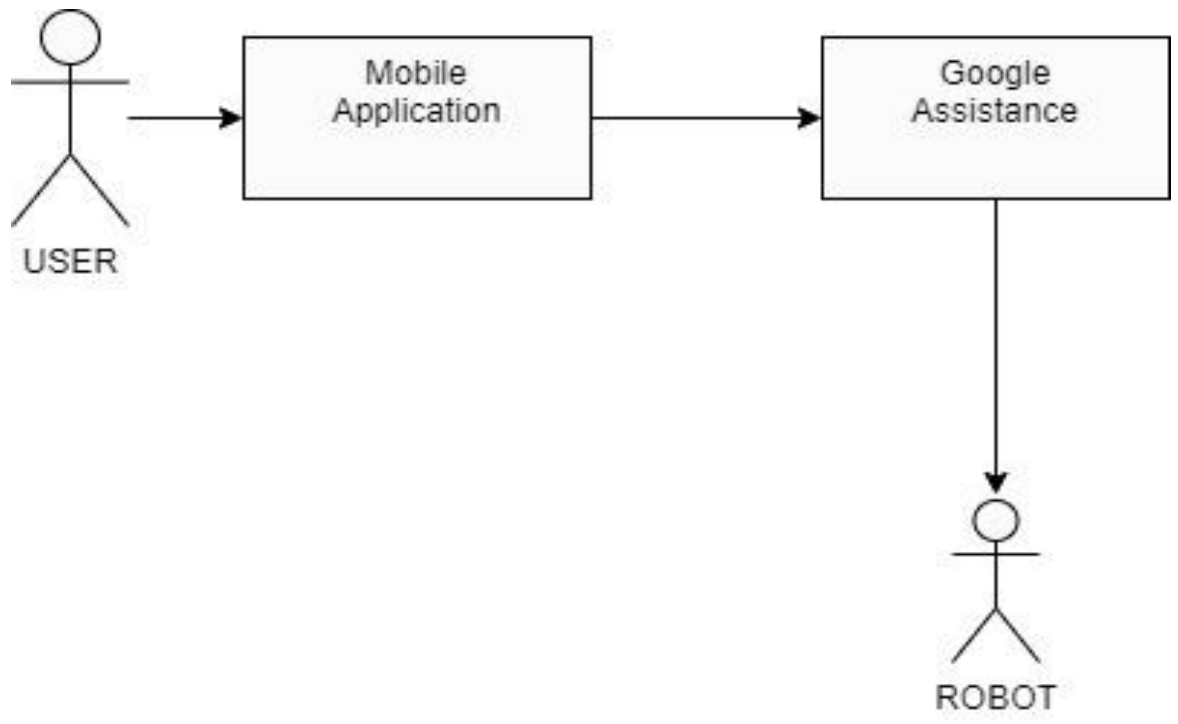 Mobile
Application
Google
Assistance
USER
ROBOT